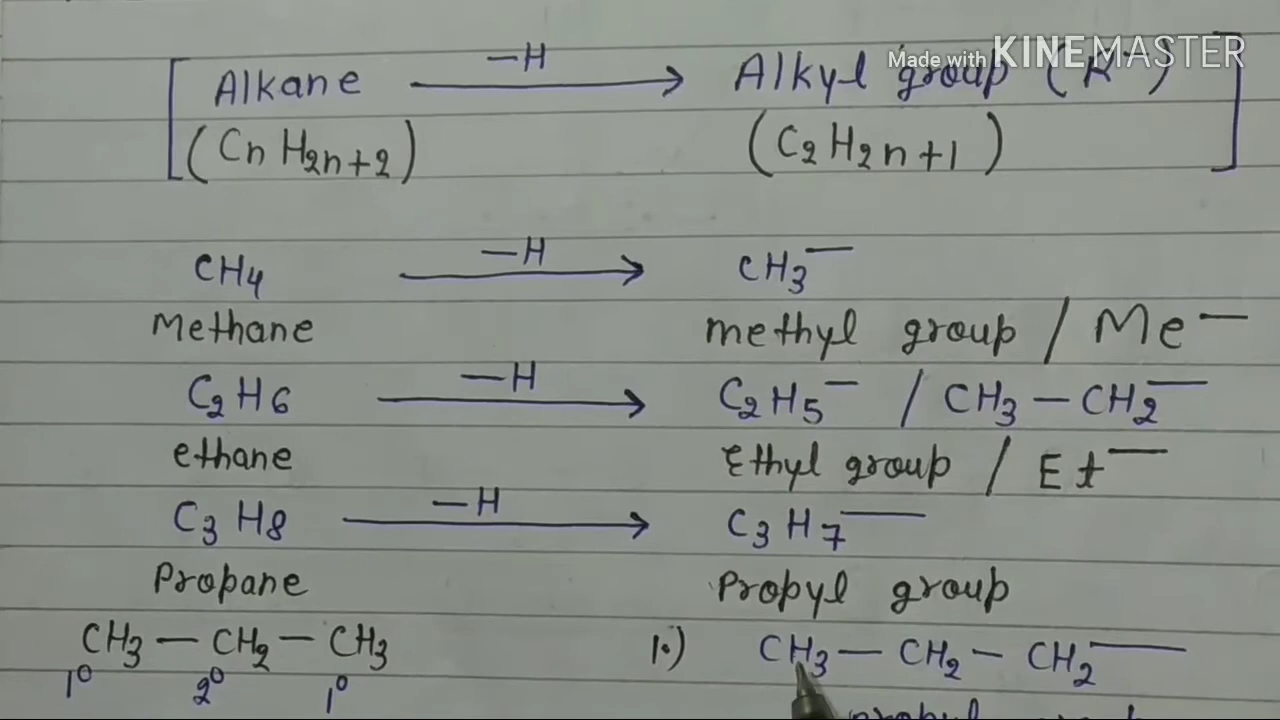 Made with KINEMASTER
Alkane —H Alkyl group (R—)
(CnH2n+2) (C2H2n+1)
CH4 —H CH3—
Methane methyl group / Me—
C2H6 —H C2H5— / CH3—CH2—
ethane Ethyl group / Et—
C3H8 —H C3H7—
Propane Propyl group
CH3—CH2—CH3 1.) CH3—CH2—CH2—
1° 2° 1°
propyl